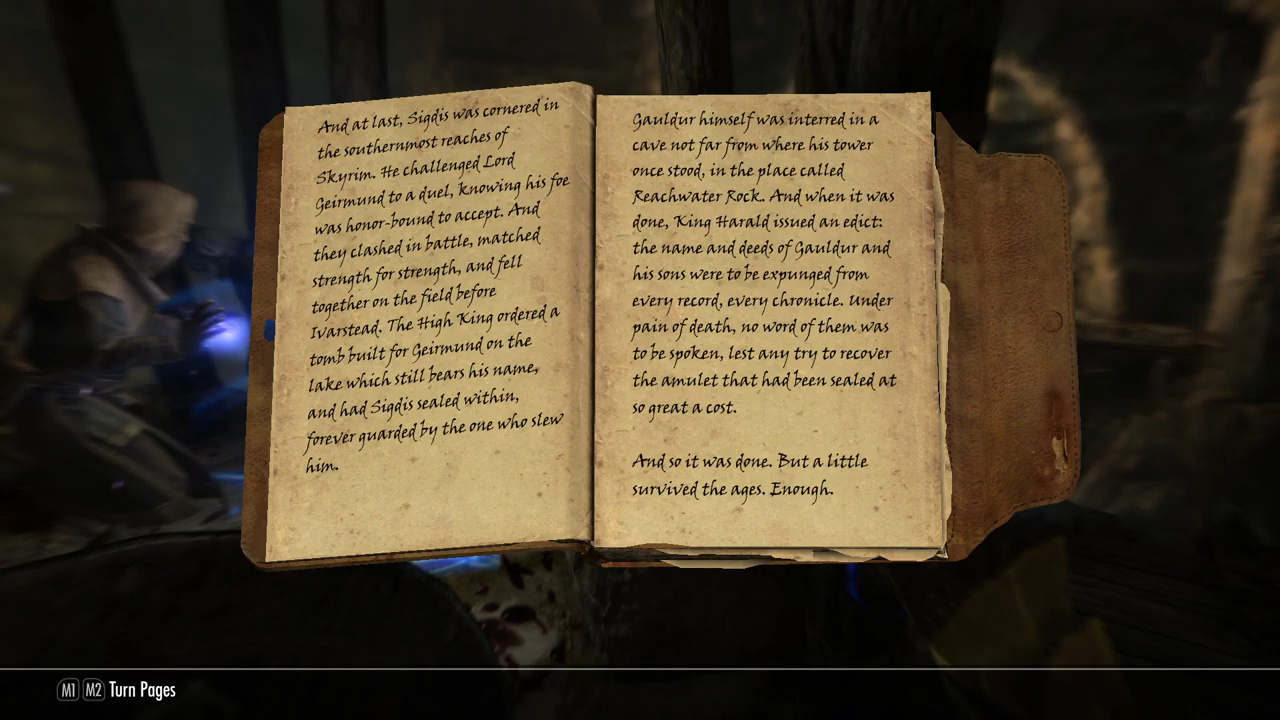 And at last, Sigdis was cornered in
the southernmost reaches of
Skyrim. He challenged Lord
Geirmund to a duel, knowing his foe
was honor-bound to accept. And
they clashed in battle, matched
strength for strength, and fell
together on the field before
Ivarstead. The High King ordered a
tomb built for Geirmund on the
lake which still bears his name,
and had Sigdis sealed within,
forever guarded by the one who slew
him.
Gauldur himself was interred in a
cave not far from where his tower
once stood, in the place called
Reachwater Rock. And when it was
done, King Harald issued an edict:
the name and deeds of Gauldur and
his sons were to be expunged from
every record, every chronicle. Under
pain of death, no word of them was
to be spoken, lest any try to recover
the amulet that had been sealed at
so great a cost.
And so it was done. But a little
survived the ages. Enough.
M1 M2 Turn Pages